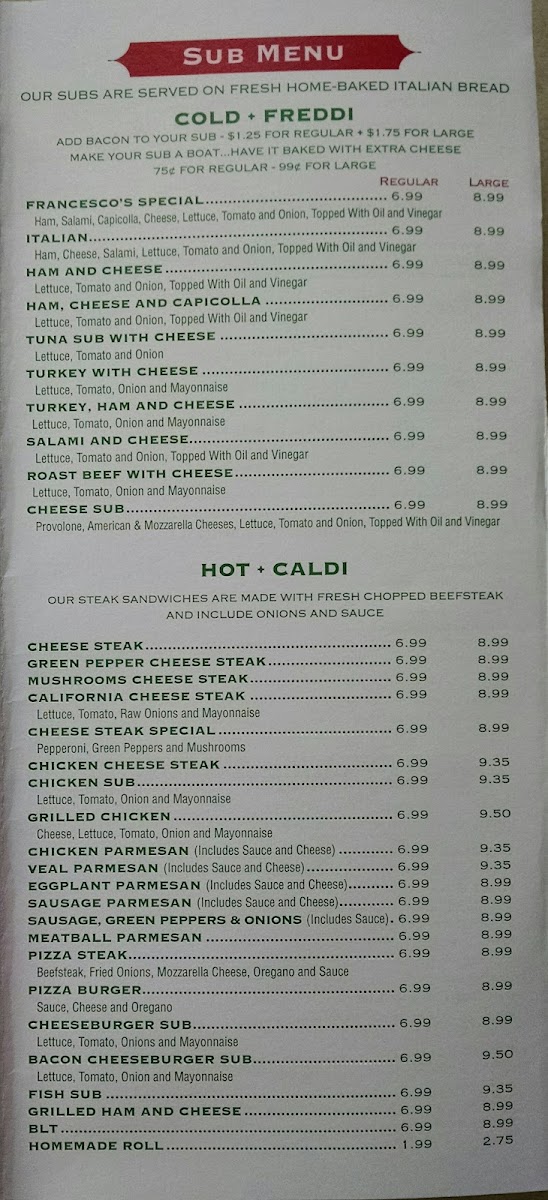 SUB MENU
OUR SUBS ARE SERVED ON FRESH HOME-BAKED ITALIAN BREAD
COLD + FREDDI
ADD BACON TO YOUR SUB - $1.25 FOR REGULAR + $1.75 FOR LARGE
MAKE YOUR SUB A BOAT...HAVE IT BAKED WITH EXTRA CHEESE
75¢ FOR REGULAR - 99¢ FOR LARGE
REGULAR LARGE
FRANCESCO'S SPECIAL 6.99 8.99
Ham, Salami, Capicolla, Cheese, Lettuce, Tomato and Onion, Topped With Oil and Vinegar
ITALIAN 6.99 8.99
Ham, Cheese, Salami, Lettuce, Tomato and Onion, Topped With Oil and Vinegar
HAM AND CHEESE 6.99 8.99
Lettuce, Tomato and Onion, Topped With Oil and Vinegar
HAM, CHEESE AND CAPICOLLA 6.99 8.99
Lettuce, Tomato and Onion, Topped With Oil and Vinegar
TUNA SUB WITH CHEESE 6.99 8.99
Lettuce, Tomato and Onion
TURKEY WITH CHEESE 6.99 8.99
Lettuce, Tomato, Onion and Mayonnaise
TURKEY, HAM AND CHEESE 6.99 8.99
Lettuce, Tomato, Onion and Mayonnaise
SALAMI AND CHEESE 6.99 8.99
Lettuce, Tomato and Onion, Topped With Oil and Vinegar
ROAST BEEF WITH CHEESE 6.99 8.99
Lettuce, Tomato, Onion and Mayonnaise
CHEESE SUB 6.99 8.99
Provolone, American & Mozzarella Cheeses, Lettuce, Tomato and Onion, Topped With Oil and Vinegar
HOT + CALDI
OUR STEAK SANDWICHES ARE MADE WITH FRESH CHOPPED BEEFSTEAK
AND INCLUDE ONIONS AND SAUCE
CHEESE STEAK 6.99 8.99
GREEN PEPPER CHEESE STEAK 6.99 8.99
MUSHROOMS CHEESE STEAK 6.99 8.99
CALIFORNIA CHEESE STEAK 6.99 8.99
Lettuce, Tomato, Raw Onions and Mayonnaise
CHEESE STEAK SPECIAL 6.99 8.99
Pepperoni, Green Peppers and Mushrooms
CHICKEN CHEESE STEAK 6.99 9.35
CHICKEN SUB 6.99 9.35
Lettuce, Tomato, Onion and Mayonnaise
GRILLED CHICKEN 6.99 9.50
Cheese, Lettuce, Tomato, Onion and Mayonnaise
CHICKEN PARMESAN (Includes Sauce and Cheese) 6.99 9.35
VEAL PARMESAN (Includes Sauce and Cheese) 6.99 9.35
EGGPLANT PARMESAN (Includes Sauce and Cheese) 6.99 8.99
SAUSAGE PARMESAN (Includes Sauce and Cheese) 6.99 8.99
SAUSAGE, GREEN PEPPERS & ONIONS (Includes Sauce) 6.99 8.99
MEATBALL PARMESAN 6.99 8.99
PIZZA STEAK 6.99 8.99
Beefsteak, Fried Onions, Mozzarella Cheese, Oregano and Sauce
PIZZA BURGER 6.99 8.99
Sauce, Cheese and Oregano
CHEESEBURGER SUB 6.99 8.99
Lettuce, Tomato, Onions and Mayonnaise
BACON CHEESEBURGER SUB 6.99 9.50
Lettuce, Tomato, Onion and Mayonnaise
FISH SUB 6.99 9.35
GRILLED HAM AND CHEESE 6.99 8.99
BLT 6.99 8.99
HOMEMADE ROLL 1.99 2.75